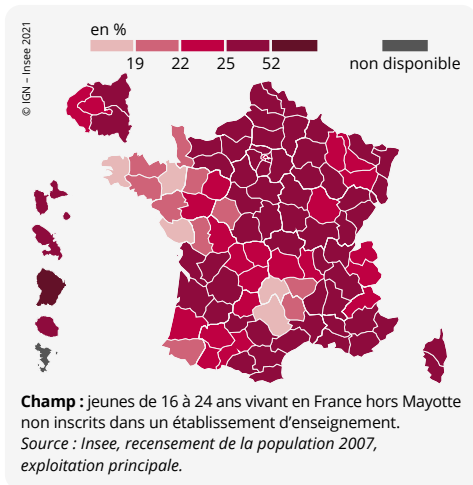 © IGN – Insee 2021
en %
19 22 25 52
non disponible
Champ : jeunes de 16 à 24 ans vivant en France hors Mayotte
non inscrits dans un établissement d'enseignement.
Source : Insee, recensement de la population 2007,
exploitation principale.